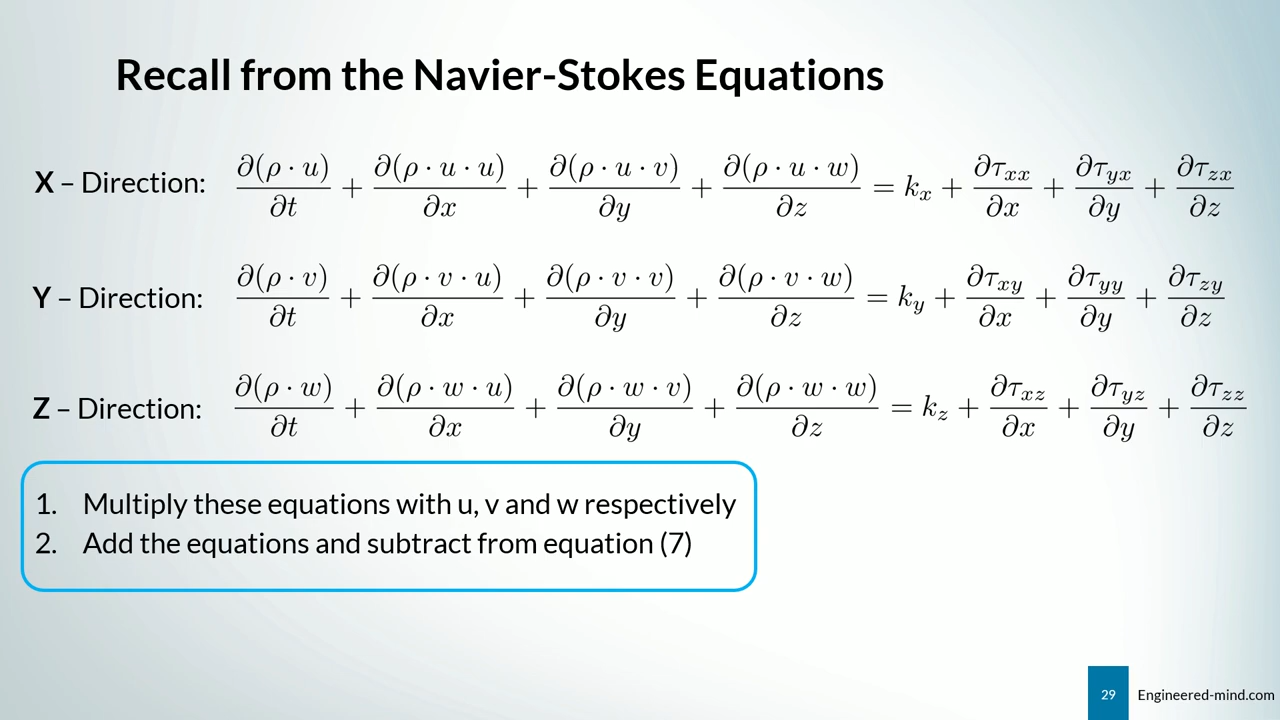 Recall from the Navier-Stokes Equations
X – Direction: ∂(ρ · u)/∂t + ∂(ρ · u · u)/∂x + ∂(ρ · u · v)/∂y + ∂(ρ · u · w)/∂z = kₓ + ∂τₓₓ/∂x + ∂τ_yx/∂y + ∂τ_zx/∂z
Y – Direction: ∂(ρ · v)/∂t + ∂(ρ · v · u)/∂x + ∂(ρ · v · v)/∂y + ∂(ρ · v · w)/∂z = k_y + ∂τ_xy/∂x + ∂τ_yy/∂y + ∂τ_zy/∂z
Z – Direction: ∂(ρ · w)/∂t + ∂(ρ · w · u)/∂x + ∂(ρ · w · v)/∂y + ∂(ρ · w · w)/∂z = k_z + ∂τ_xz/∂x + ∂τ_yz/∂y + ∂τ_zz/∂z
1. Multiply these equations with u, v and w respectively
2. Add the equations and subtract from equation (7)
29 Engineered-mind.com